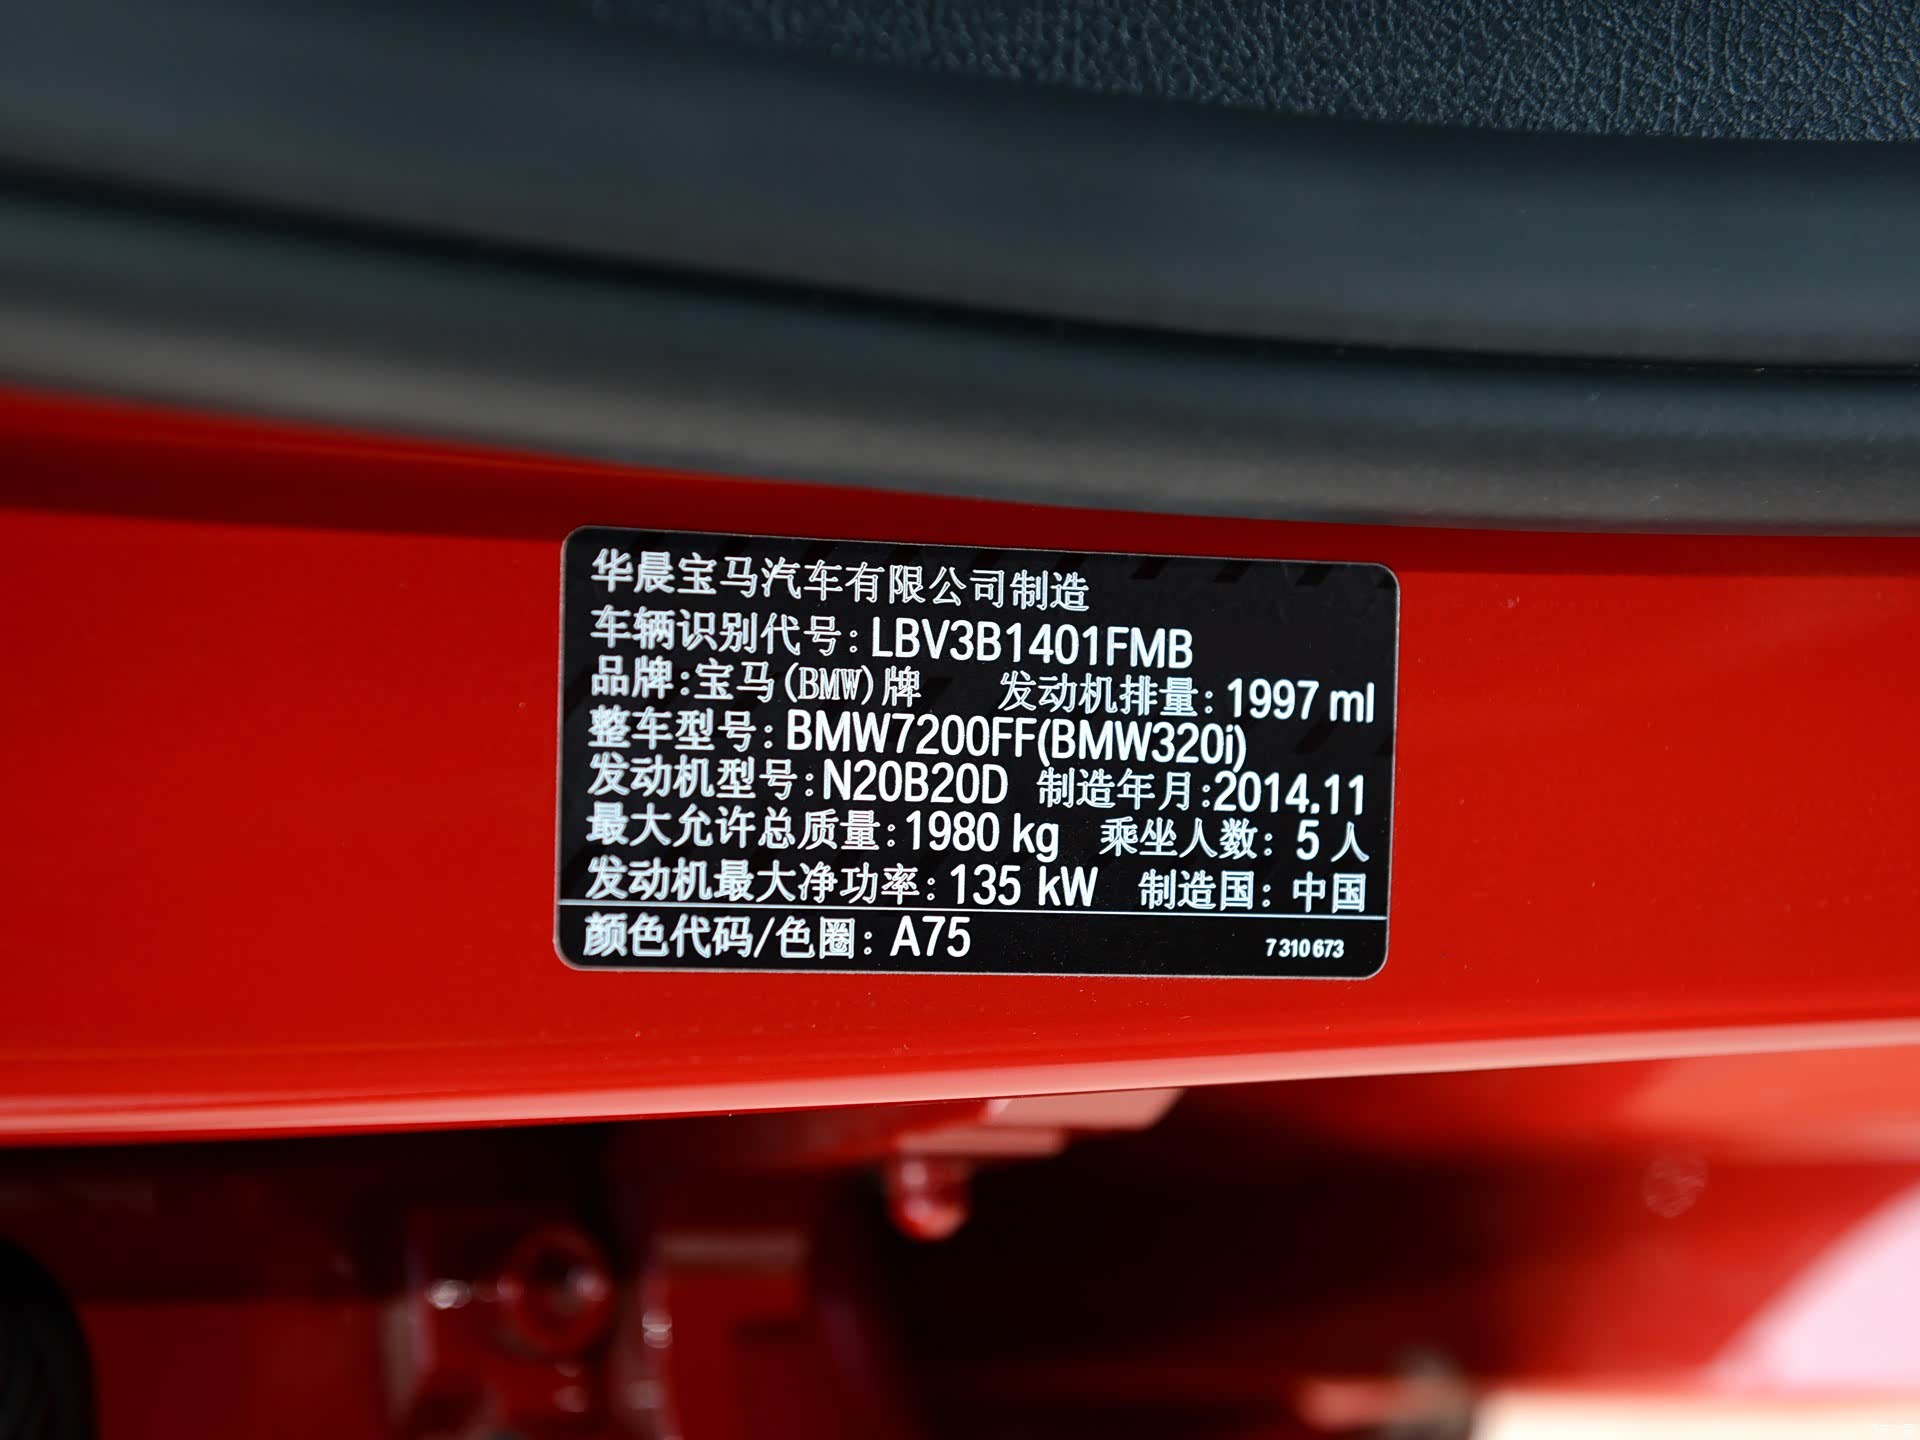 华晨宝马汽车有限公司制造
车辆识别代号: LBV3B1401FMB
品牌:宝马(BMW)牌 发动机排量: 1997 ml
整车型号: BMW7200FF(BMW320i)
发动机型号:N20B20D 制造年月:2014.11
最大允许总质量:1980 kg 乘坐人数: 5 人
发动机最大净功率: 135 kW 制造国: 中国
颜色代码/色圈: A75 7310673